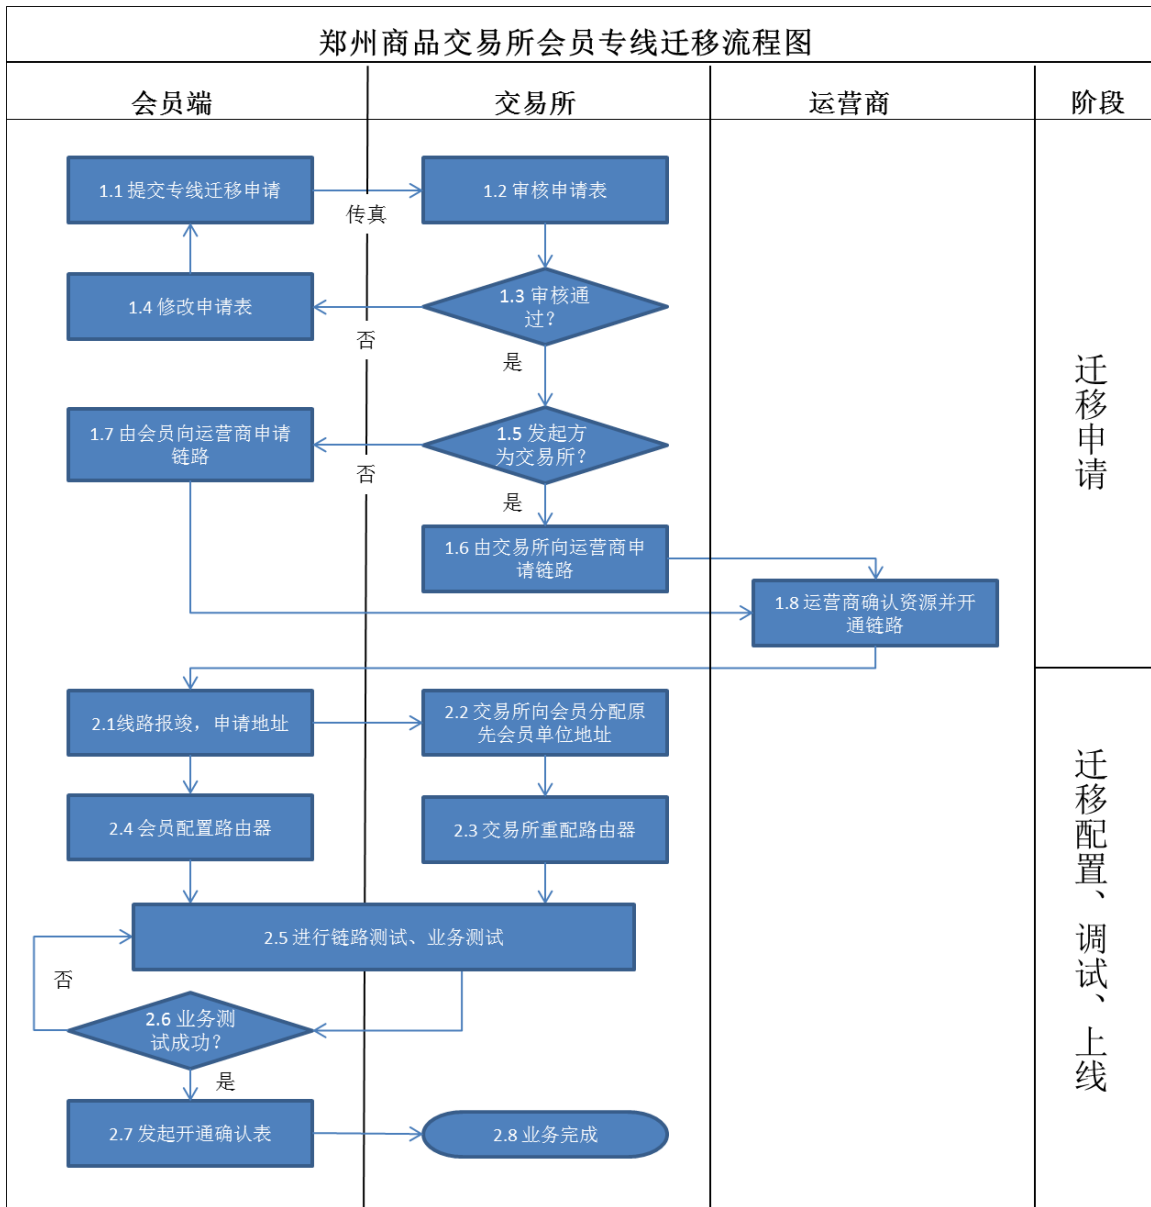 郑州商品交易所会员专线迁移流程图
会员端
交易所
运营商
阶段
1.1 提交专线迁移申请
传真
1.2 审核申请表
1.4 修改申请表
否
1.3 审核通
过？
是
1.7 由会员向运营商申请
链路
否
1.5 发起方
为交易所？
是
1.6 由交易所向运营商申
请链路
1.8 运营商确认资源并开
通链路
迁移申请
2.1线路报竣，申请地址
2.2 交易所向会员分配原
先会员单位地址
2.4 会员配置路由器
2.3 交易所重配路由器
2.5 进行链路测试、业务测试
否
2.6 业务测
试成功？
是
2.7 发起开通确认表
2.8 业务完成
迁移配置、调试、上线